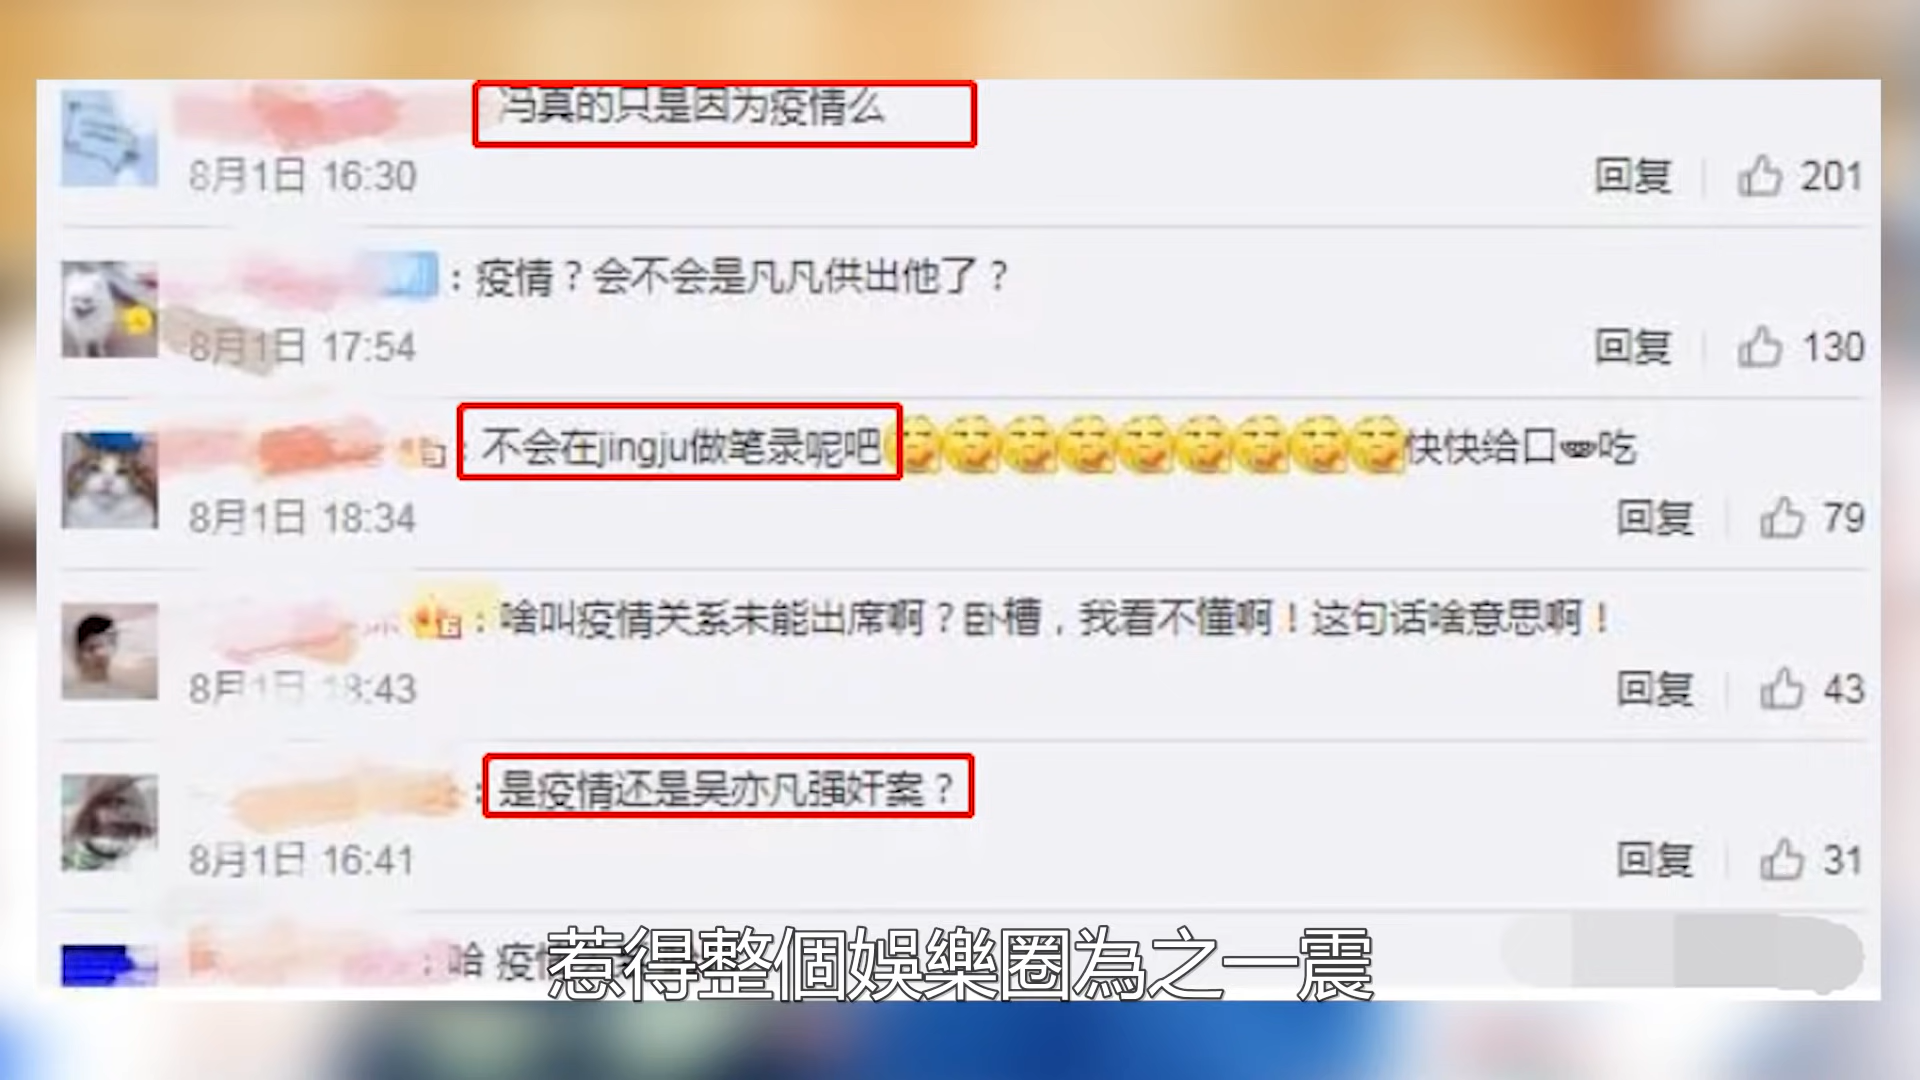 冯真的只是因为疫情么
8月1日 16:30
回复 201
：疫情？会不会是凡凡供出他了？
8月1日 17:54
回复 130
：不会在jingju做笔录呢吧 快快给口吃
8月1日 18:34
回复 79
：啥叫疫情关系未能出席啊？卧槽，我看不懂啊！这句话啥意思啊！
8月1日 18:43
回复 43
：是疫情还是吴亦凡强奸案？
8月1日 16:41
回复 31
：哈 疫情
惹得整個娛樂圈為之一震